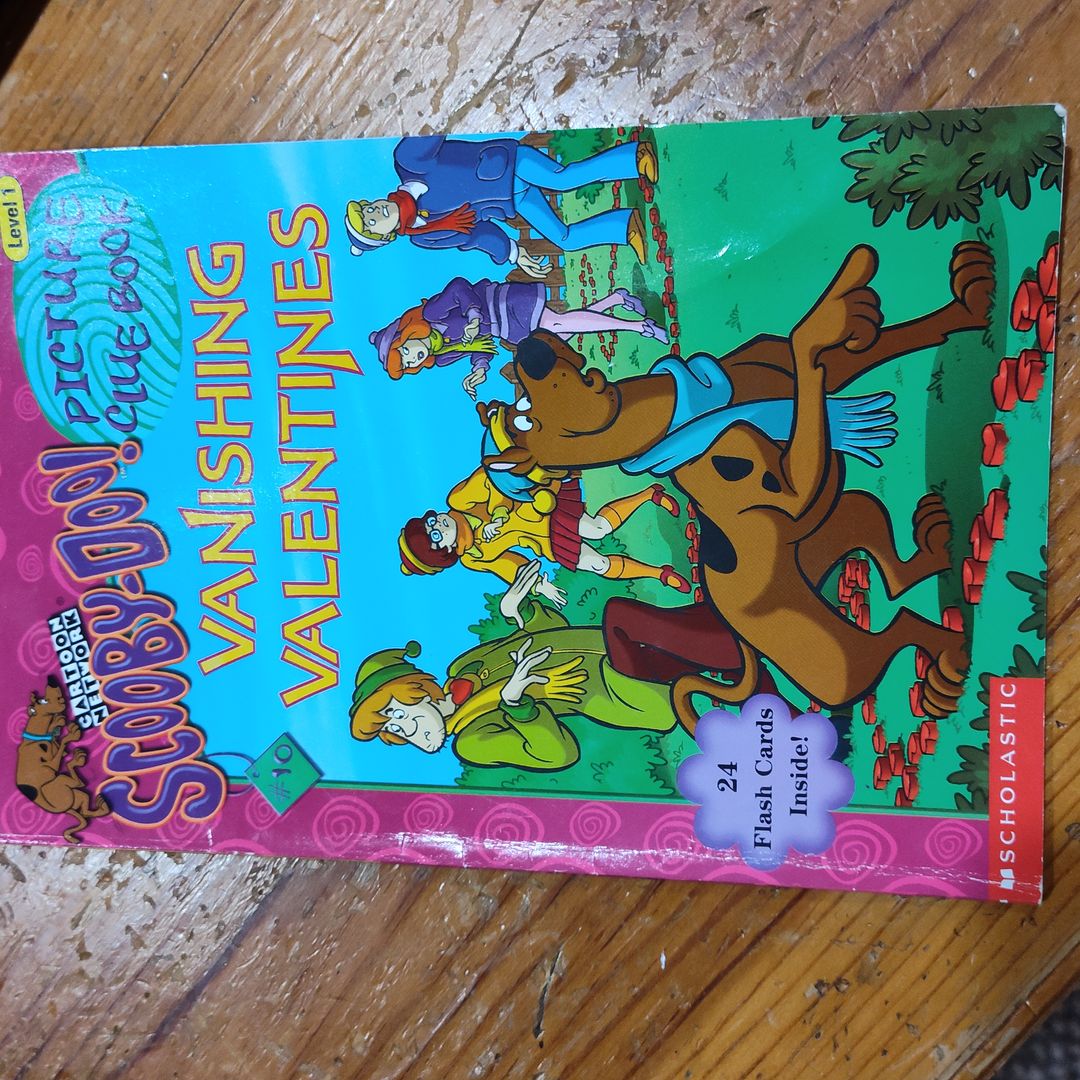 Level 1
PICTURE
CLUE BOOK
CARTOON
NETWORK
SCOOBY-DOO!
VANISHING
VALENTINES
#10
24
Flash Cards
Inside!
SCHOLASTIC